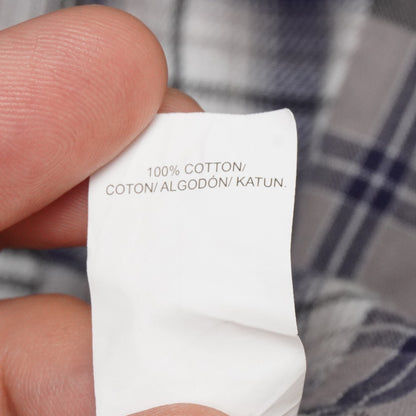 100% COTTON/
COTON/ ALGODÓN/ KATUN.